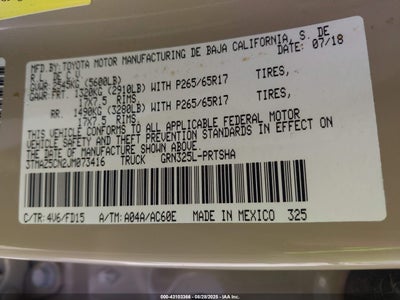 MFD.BY: TOYOTA MOTOR MANUFACTURING DE BAJA CALIFORNIA, S. DE
R.L. DE C.V. DATE: 07/18
GVWR 2545KG (5600LB)
GAWR FRT. 1320KG (2910LB) WITH P265/65R17 TIRES,
17X7.5 RIMS,
RR. 1490KG (3280LB) WITH P265/65R17 TIRES,
17X7.5 RIMS,
THIS VEHICLE CONFORMS TO ALL APPLICABLE FEDERAL MOTOR
VEHICLE SAFETY AND THEFT PREVENTION STANDARDS IN EFFECT ON
THE DATE OF MANUFACTURE SHOWN ABOVE.
3TMAZ5CN2JM073416 TRUCK GRN325L-PRTSHA
C/TR: 4V6/FD15 A/TM: A04A/AC60E MADE IN MEXICO 325
000-43103388 - (08/28/2025) - (IAA, Inc.)